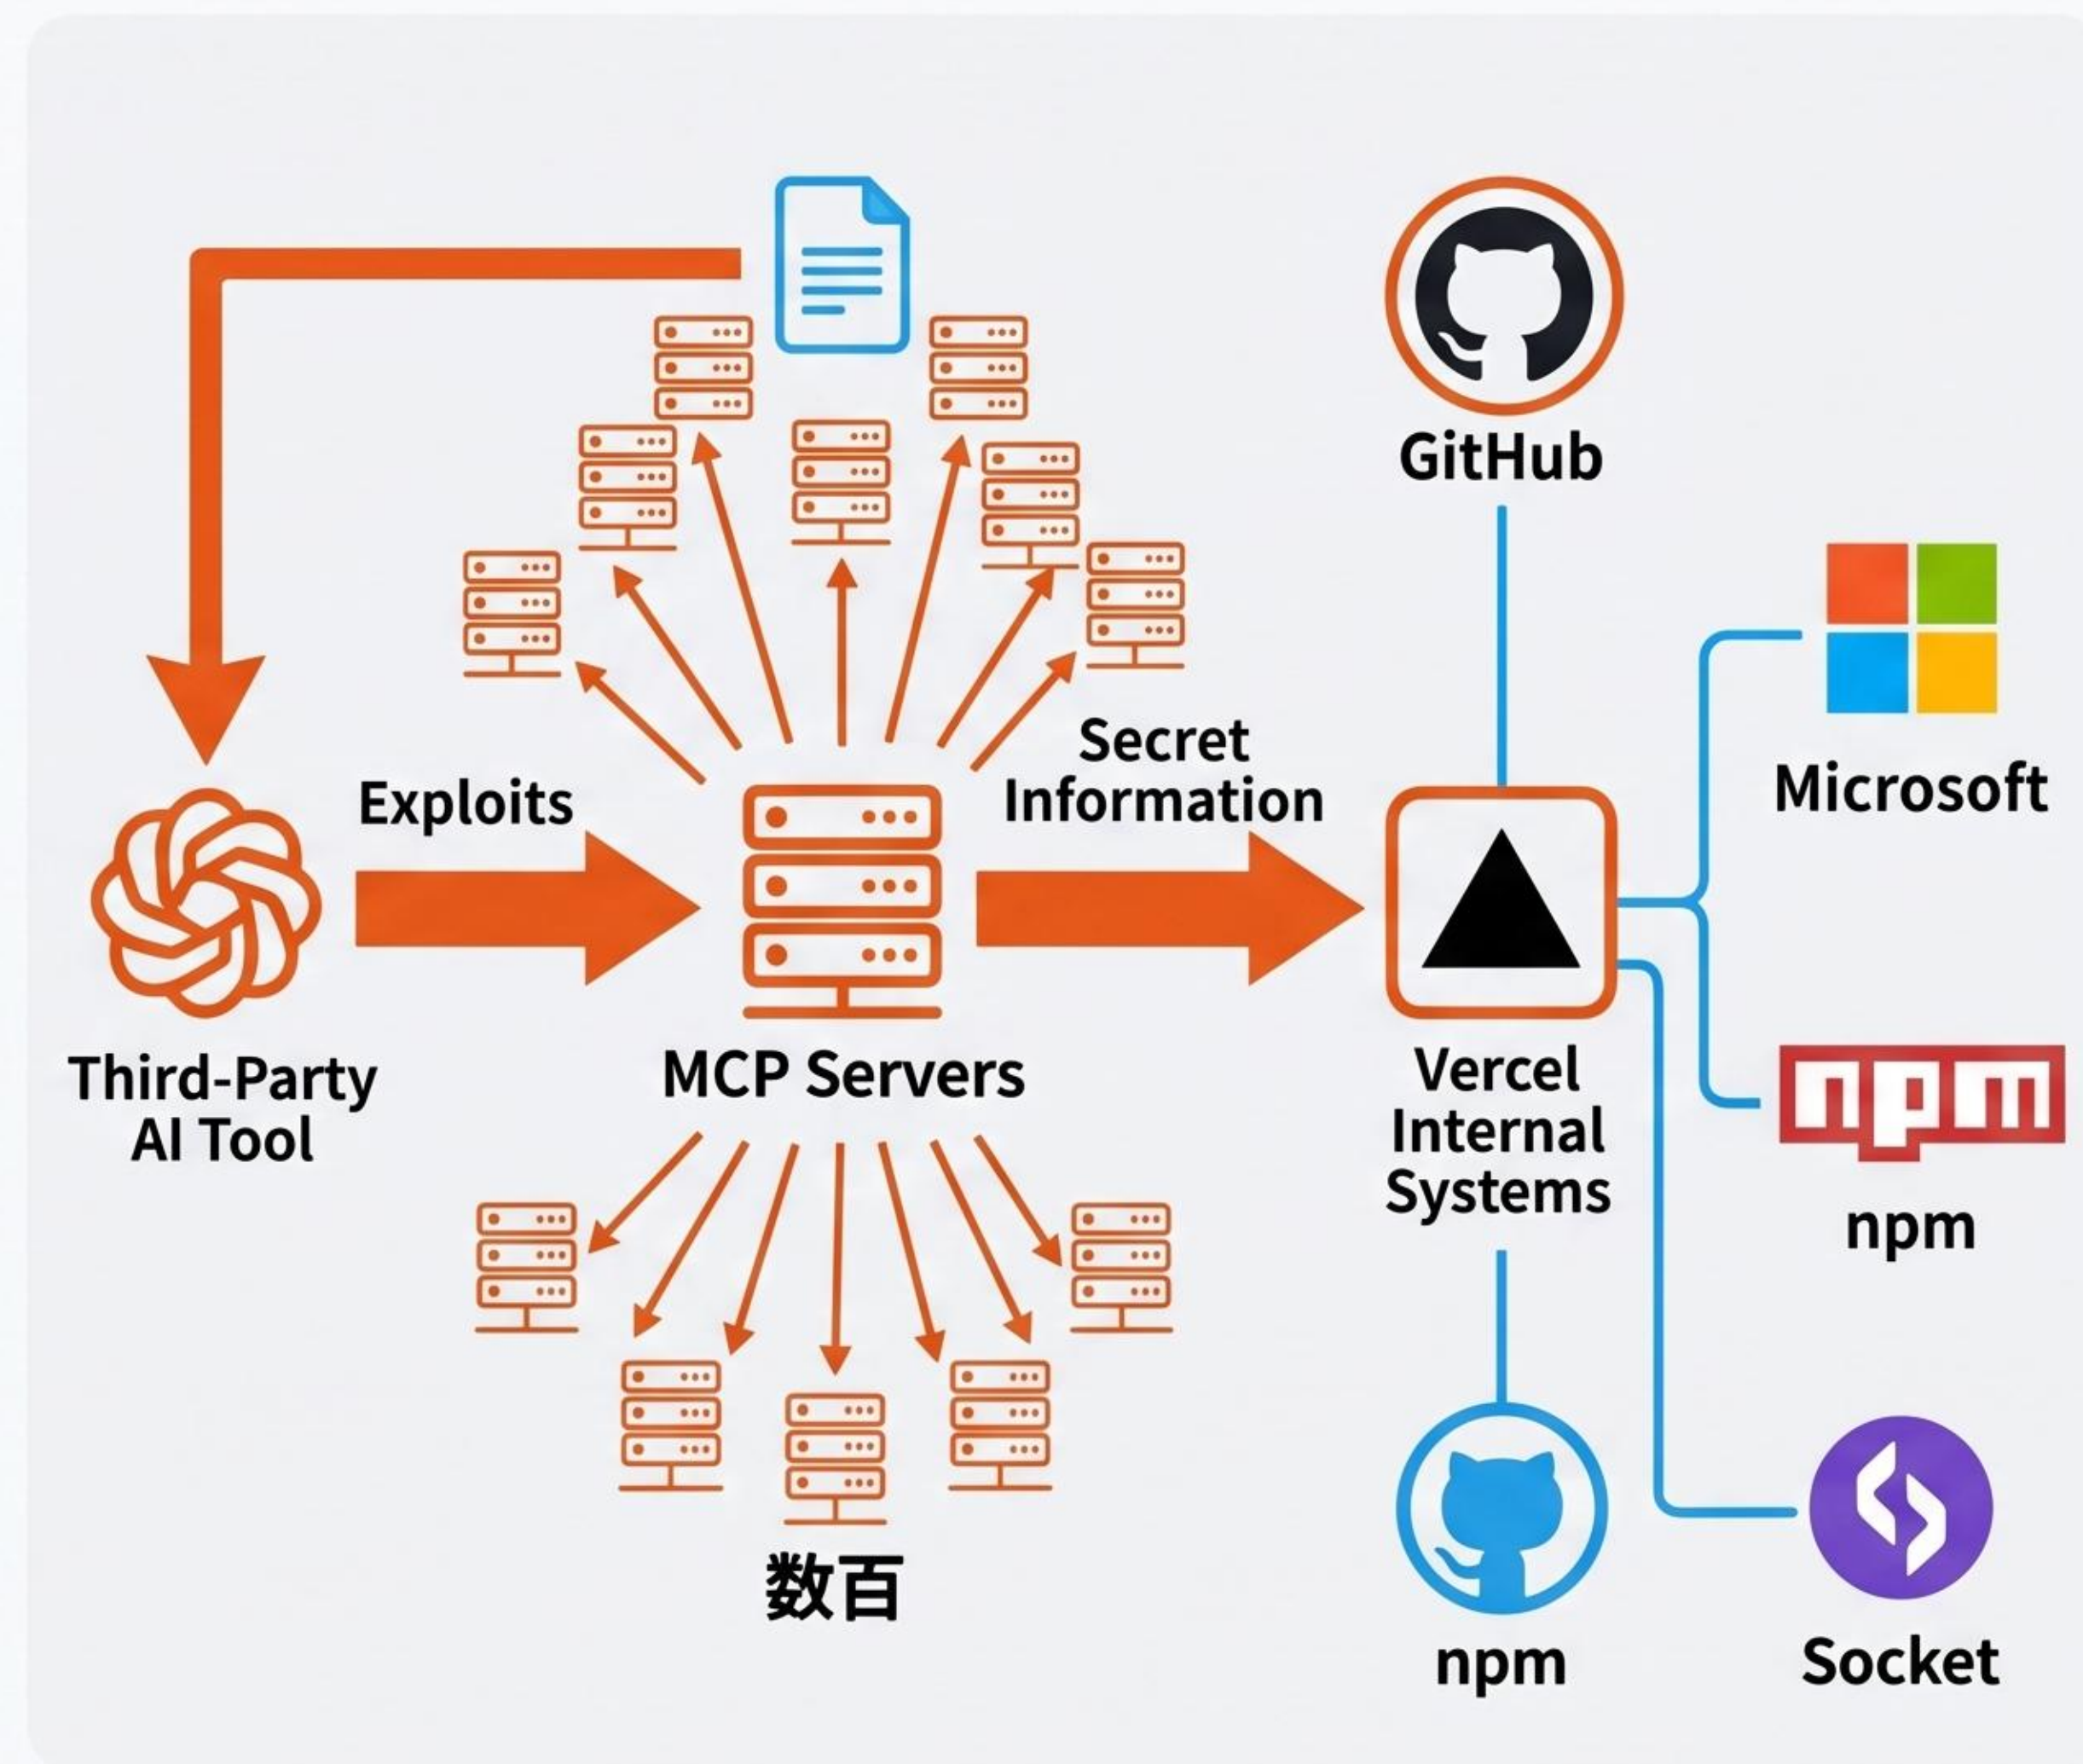 GitHub
Microsoft
Exploits
Secret
Information
Third-Party
AI Tool
MCP Servers
Vercel
Internal
Systems
npm
npm
数百
npm
Socket